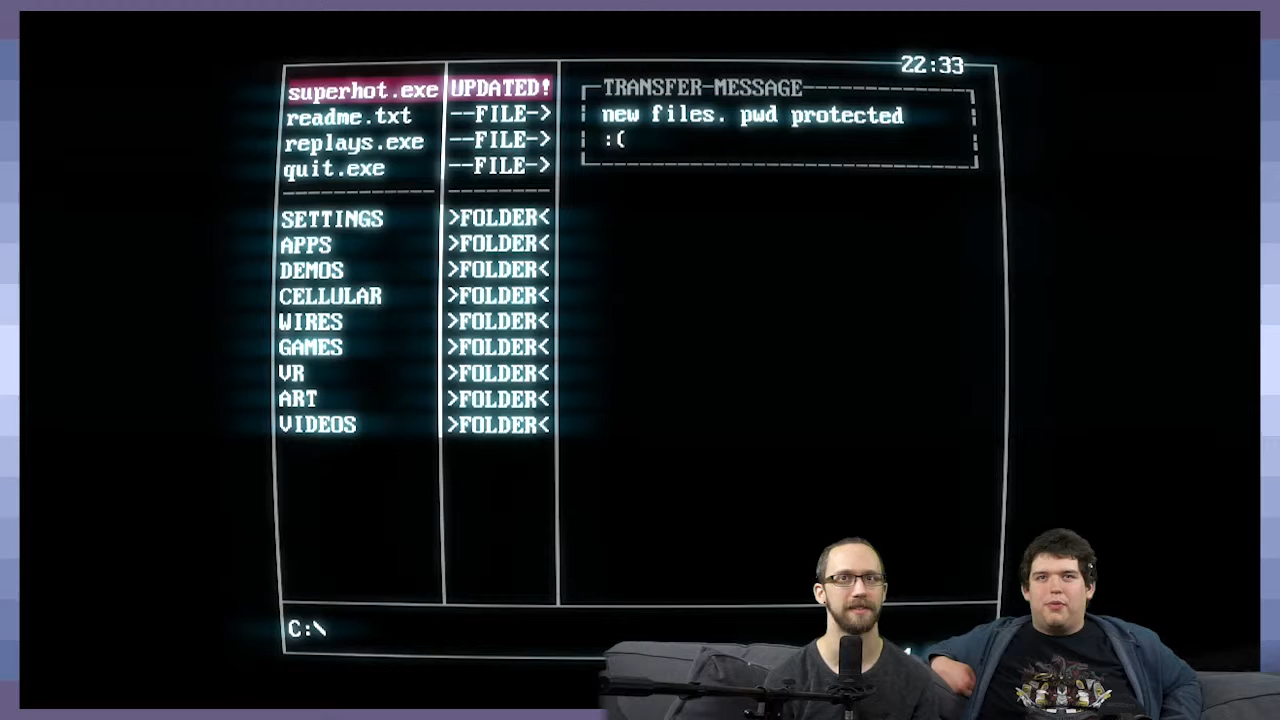 22:33
superhot.exe UPDATED!
readme.txt --FILE->
replays.exe --FILE->
quit.exe --FILE->
SETTINGS >FOLDER<
APPS >FOLDER<
DEMOS >FOLDER<
CELLULAR >FOLDER<
WIRES >FOLDER<
GAMES >FOLDER<
VR >FOLDER<
ART >FOLDER<
VIDEOS >FOLDER<
TRANSFER-MESSAGE
new files. pwd protected
:(
C:\